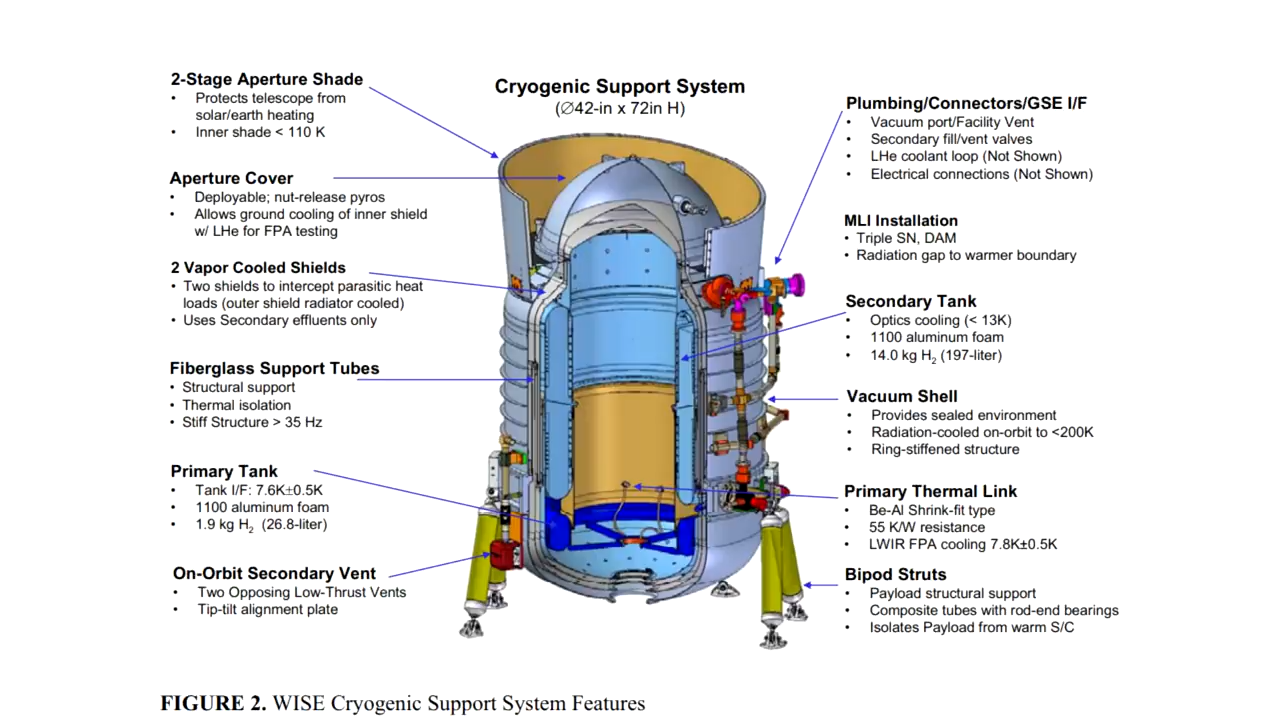 2-Stage Aperture Shade
• Protects telescope from
solar/earth heating
• Inner shade < 110 K
Aperture Cover
• Deployable; nut-release pyros
• Allows ground cooling of inner shield
w/ LHe for FPA testing
2 Vapor Cooled Shields
• Two shields to intercept parasitic heat
loads (outer shield radiator cooled)
• Uses Secondary effluents only
Fiberglass Support Tubes
• Structural support
• Thermal isolation
• Stiff Structure > 35 Hz
Primary Tank
• Tank I/F: 7.6K±0.5K
• 1100 aluminum foam
• 1.9 kg H2 (26.8-liter)
On-Orbit Secondary Vent
• Two Opposing Low-Thrust Vents
• Tip-tilt alignment plate
Cryogenic Support System
(∅42-in x 72in H)
Plumbing/Connectors/GSE I/F
• Vacuum port/Facility Vent
• Secondary fill/vent valves
• LHe coolant loop (Not Shown)
• Electrical connections (Not Shown)
MLI Installation
• Triple SN, DAM
• Radiation gap to warmer boundary
Secondary Tank
• Optics cooling (< 13K)
• 1100 aluminum foam
• 14.0 kg H2 (197-liter)
Vacuum Shell
• Provides sealed environment
• Radiation-cooled on-orbit to <200K
• Ring-stiffened structure
Primary Thermal Link
• Be-Al Shrink-fit type
• 55 K/W resistance
• LWIR FPA cooling 7.8K±0.5K
Bipod Struts
• Payload structural support
• Composite tubes with rod-end bearings
• Isolates Payload from warm S/C
FIGURE 2. WISE Cryogenic Support System Features